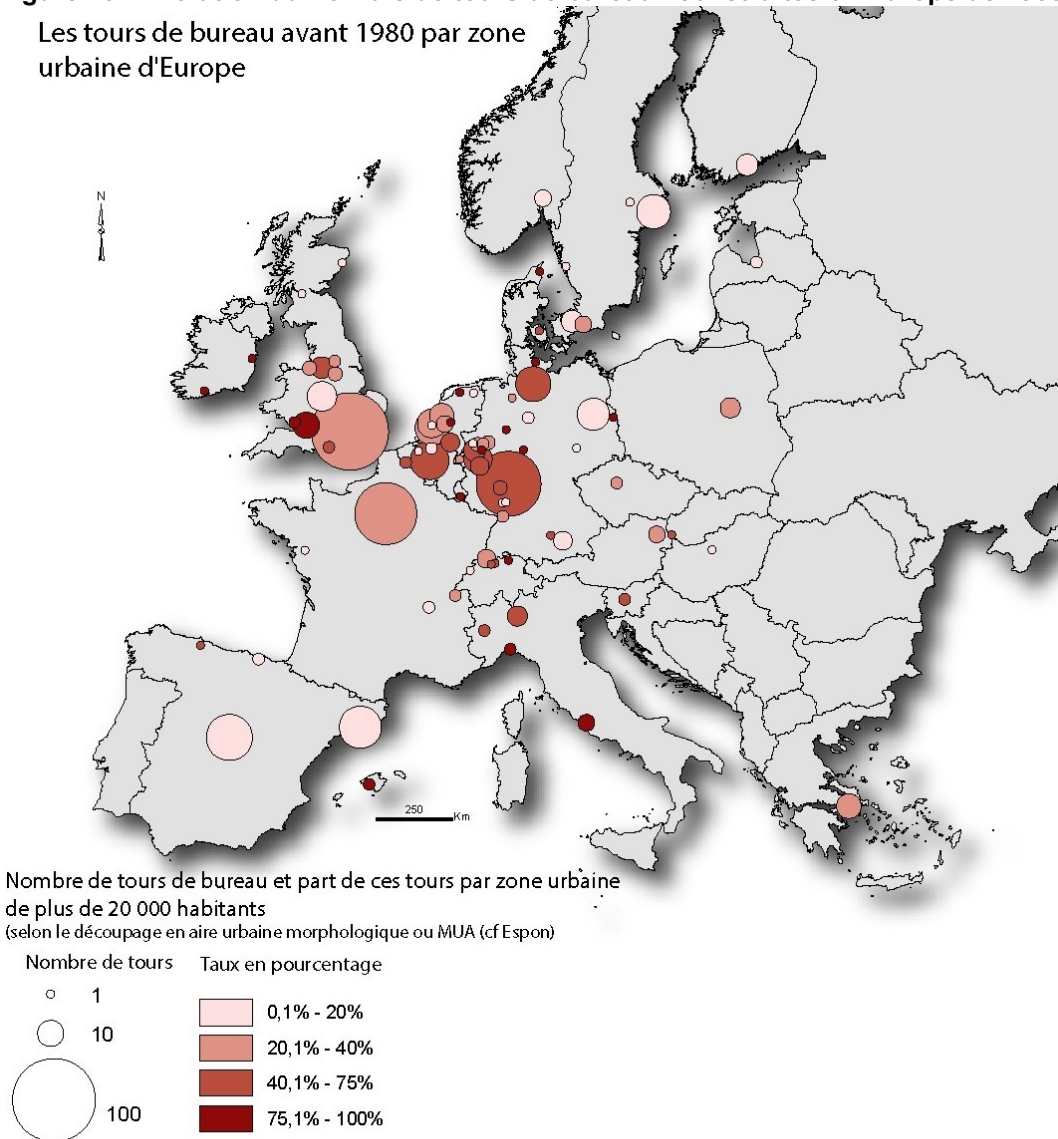 Les tours de bureau avant 1980 par zone
urbaine d'Europe
N
250
Km
Nombre de tours de bureau et part de ces tours par zone urbaine
de plus de 20 000 habitants
(selon le découpage en aire urbaine morphologique ou MUA (cf Espon)
Nombre de tours
Taux en pourcentage
1
10
100
0,1% - 20%
20,1% - 40%
40,1% - 75%
75,1% - 100%